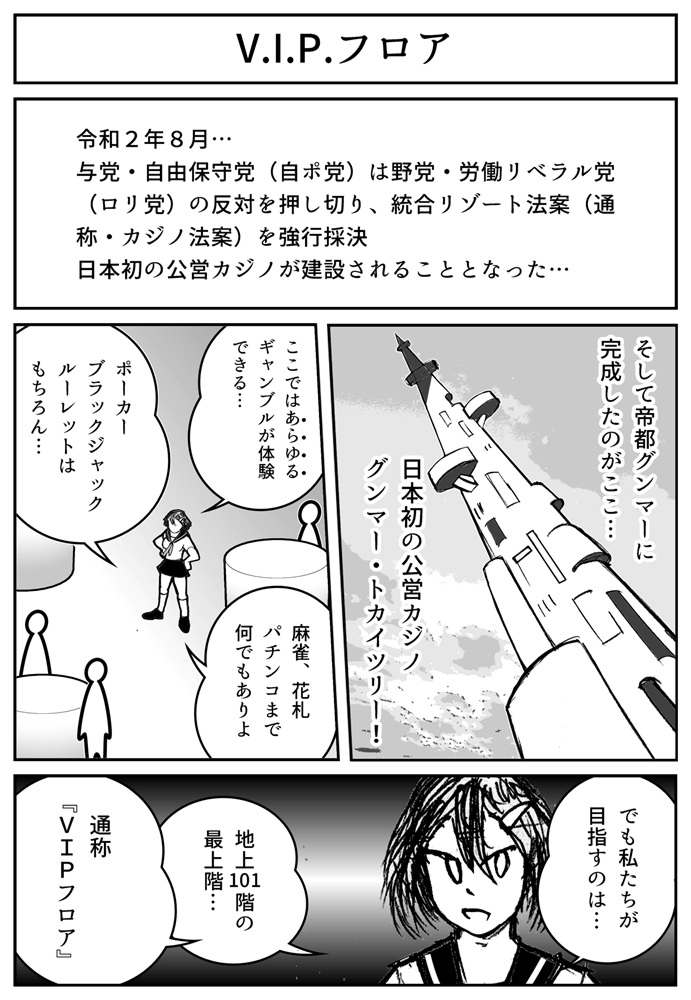 V.I.P.フロア
令和２年８月…
与党・自由保守党（自ポ党）は野党・労働リベラル党
（ロリ党）の反対を押し切り、統合リゾート法案（通
称・カジノ法案）を強行採決
日本初の公営カジノが建設されることとなった…
そして帝都グンマーに
完成したのがここ…
日本初の公営カジノ
グンマー・トカイツリー！
ここではあらゆる
ギャンブルが体験
できる…
ポーカー
ブラックジャック
ルーレットは
もちろん…
麻雀、花札
パチンコまで
何でもありよ
でも私たちが
目指すのは…
地上101階の
最上階…
通称
『ＶＩＰフロア』